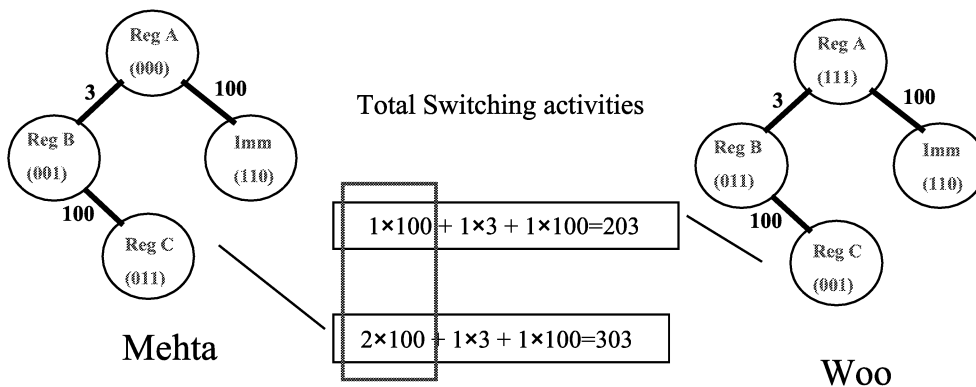 Reg A
(000)
3
100
Reg B
(001)
Imm
(110)
100
Reg C
(011)
Mehta
Total Switching activities
1×100 + 1×3 + 1×100=203
2×100 + 1×3 + 1×100=303
Reg A
(111)
3
100
Reg B
(011)
Imm
(110)
100
Reg C
(001)
Woo